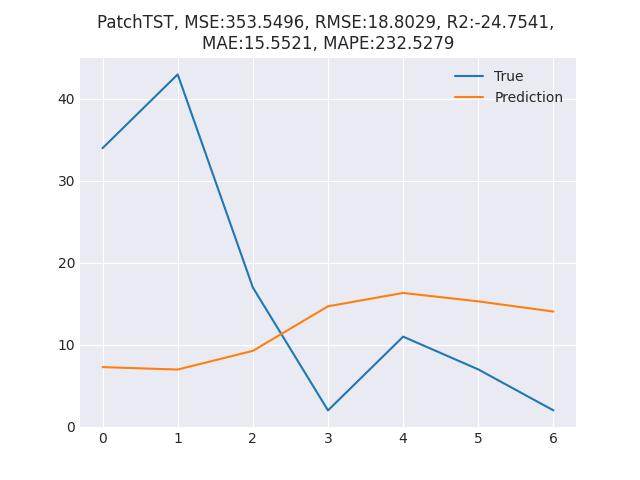 PatchTST, MSE:353.5496, RMSE:18.8029, R2:-24.7541,
MAE:15.5521, MAPE:232.5279
True
Prediction
40
30
20
10
0
0 1 2 3 4 5 6